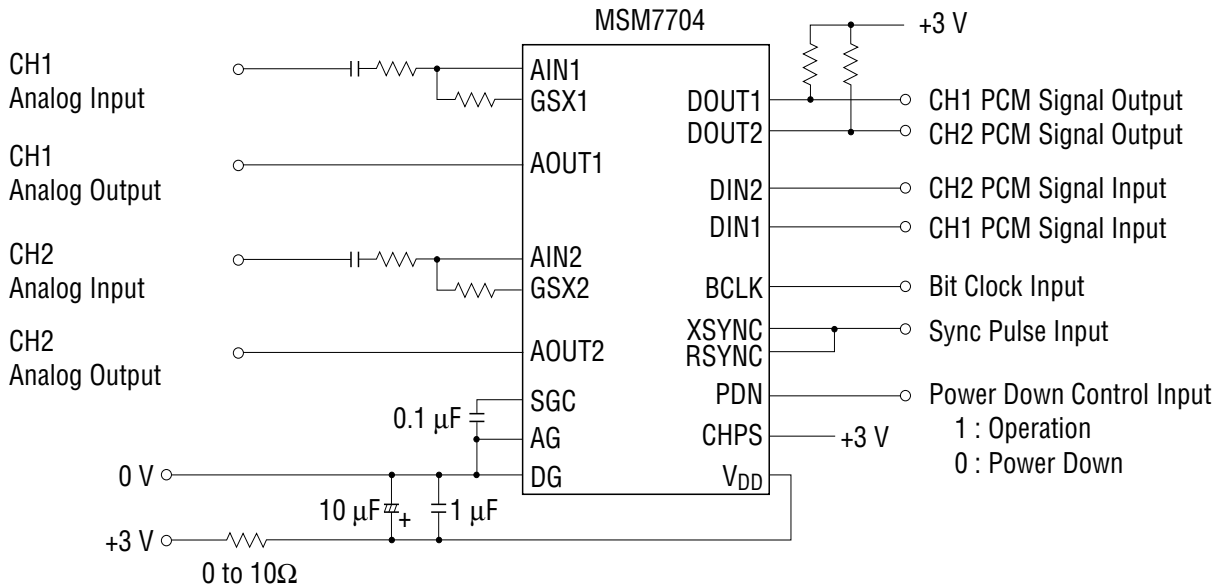 MSM7704
+3 V
CH1
Analog Input
AIN1
GSX1
DOUT1
CH1 PCM Signal Output
DOUT2
CH2 PCM Signal Output
CH1
Analog Output
AOUT1
DIN2
CH2 PCM Signal Input
DIN1
CH1 PCM Signal Input
CH2
Analog Input
AIN2
GSX2
BCLK
Bit Clock Input
XSYNC
RSYNC
Sync Pulse Input
CH2
Analog Output
AOUT2
PDN
Power Down Control Input
1 : Operation
0 : Power Down
SGC
0.1 μF
AG
CHPS
+3 V
0 V
DG
VDD
10 μF
+
1 μF
+3 V
0 to 10Ω